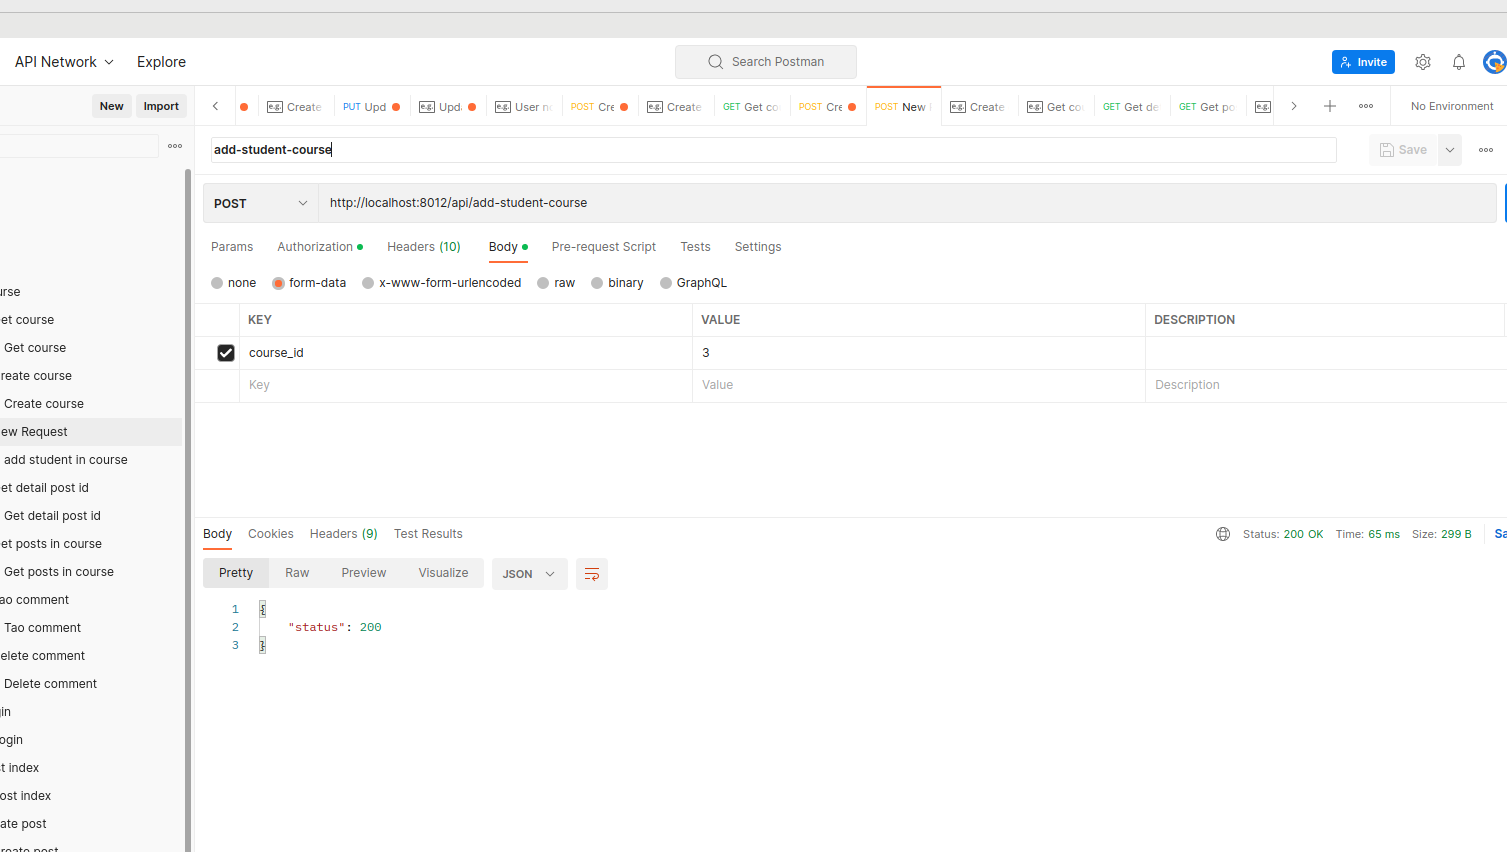 API Network Explore Search Postman Invite
New Import Create PUT Upd e.g. Upda e.g. User n POST Cre e.g. Create GET Get co POST Cre POST New e.g. Create e.g. Get co GET Get de GET Get po e.g. No Environment
add-student-course Save
POST http://localhost:8012/api/add-student-course
Params Authorization Headers (10) Body Pre-request Script Tests Settings
none form-data x-www-form-urlencoded raw binary GraphQL
KEY VALUE DESCRIPTION
course_id 3
Key Value Description
urse
et course
Get course
reate course
Create course
ew Request
add student in course
et detail post id
Get detail post id
et posts in course
Get posts in course
ao comment
Tao comment
elete comment
Delete comment
gin
ogin
t index
ost index
ate post
reate post
Body Cookies Headers (9) Test Results Status: 200 OK Time: 65 ms Size: 299 B Sa
Pretty Raw Preview Visualize JSON
1 {
2 "status": 200
3 }